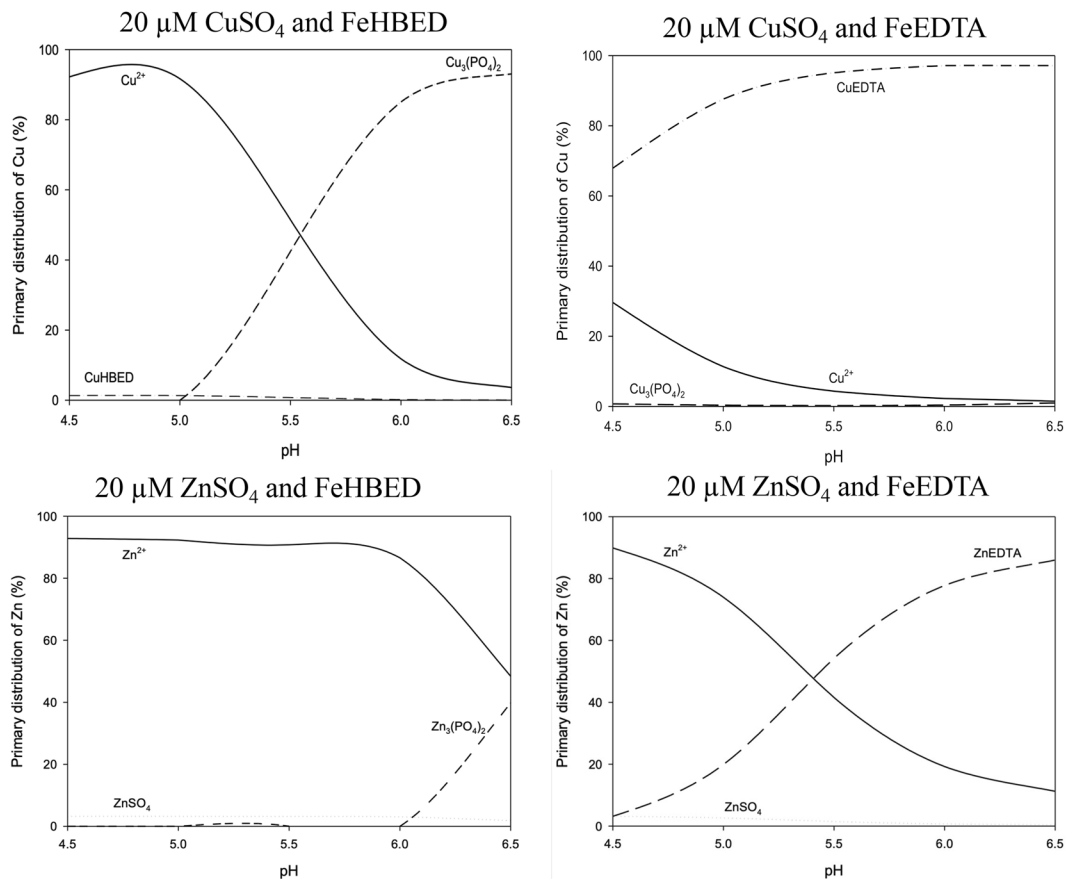 20 µM CuSO₄ and FeHBED
100
80
60
40
20
0
Primary distribution of Cu (%)
Cu²⁺
Cu₃(PO₄)₂
CuHBED
4.5 5.0 5.5 6.0 6.5
pH
20 µM CuSO₄ and FeEDTA
100
80
60
40
20
0
Primary distribution of Cu (%)
CuEDTA
Cu²⁺
Cu₃(PO₄)₂
4.5 5.0 5.5 6.0 6.5
pH
20 µM ZnSO₄ and FeHBED
100
80
60
40
20
0
Primary distribution of Zn (%)
Zn²⁺
Zn₃(PO₄)₂
ZnSO₄
4.5 5.0 5.5 6.0 6.5
pH
20 µM ZnSO₄ and FeEDTA
100
80
60
40
20
0
Primary distribution of Zn (%)
Zn²⁺
ZnEDTA
ZnSO₄
4.5 5.0 5.5 6.0 6.5
pH